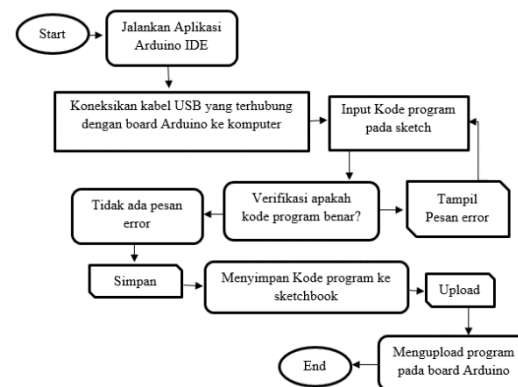 Start
Jalankan Aplikasi
Arduino IDE
Koneksikan kabel USB yang terhubung
dengan board Arduino ke komputer
Input Kode program
pada sketch
Verifikasi apakah
kode program benar?
Tampil
Pesan error
Tidak ada pesan
error
Simpan
Menyimpan Kode program ke
sketchbook
Upload
Mengupload program
pada board Arduino
End